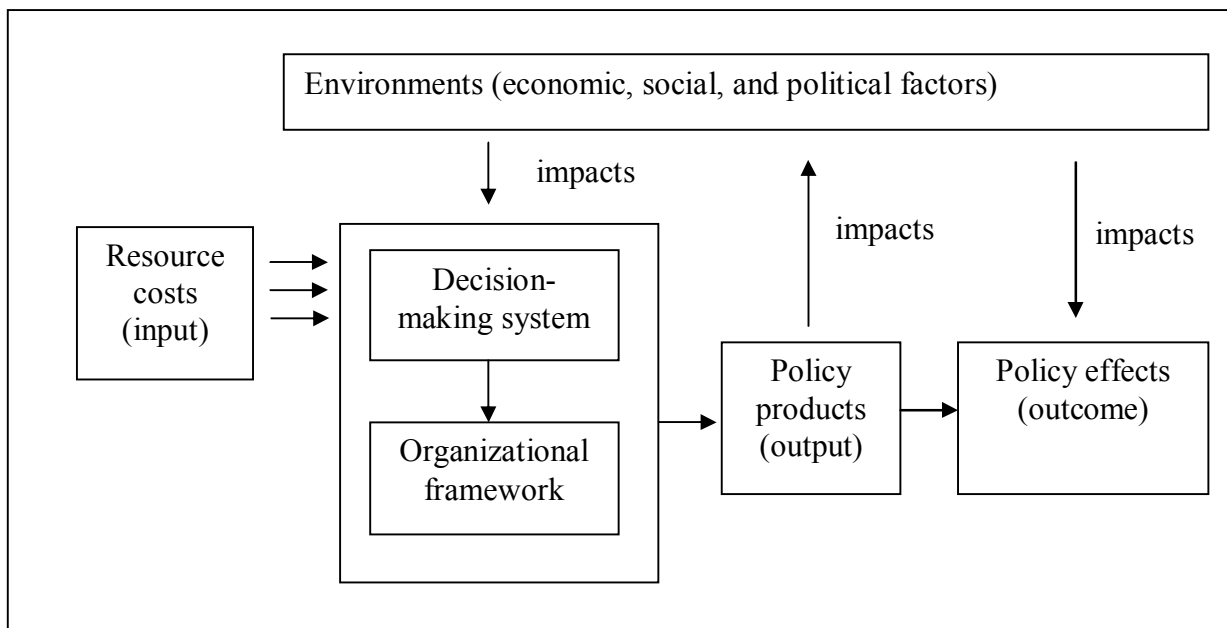 Environments (economic, social, and political factors)
impacts
impacts
impacts
Resource
costs
(input)
Decision-
making system
Organizational
framework
Policy
products
(output)
Policy effects
(outcome)